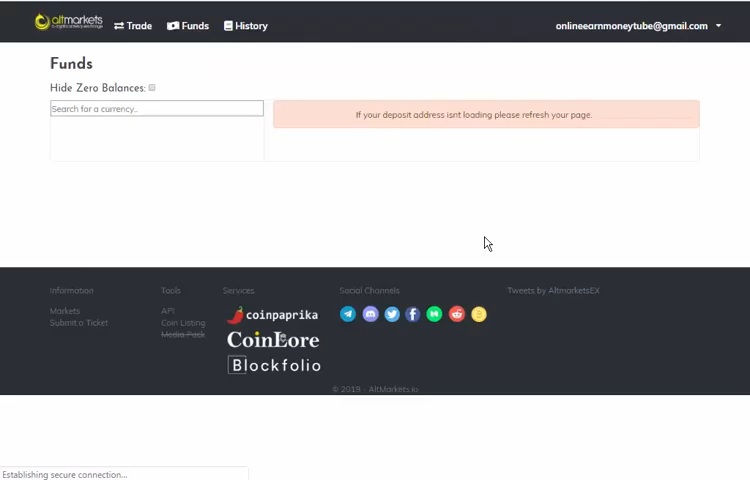 altmarkets
Trade
Funds
History
onlineearnmoneytube@gmail.com
Funds
Hide Zero Balances:
Search for a currency..
If your deposit address isnt loading please refresh your page.
Information
Tools
Services
Social Channels
Tweets by AltmarketsEX
Markets
API
Submit a Ticket
Coin Listing
Media Pack
coinpaprika
CoinLore
Blockfolio
© 2019 - AltMarkets.io
Establishing secure connection...